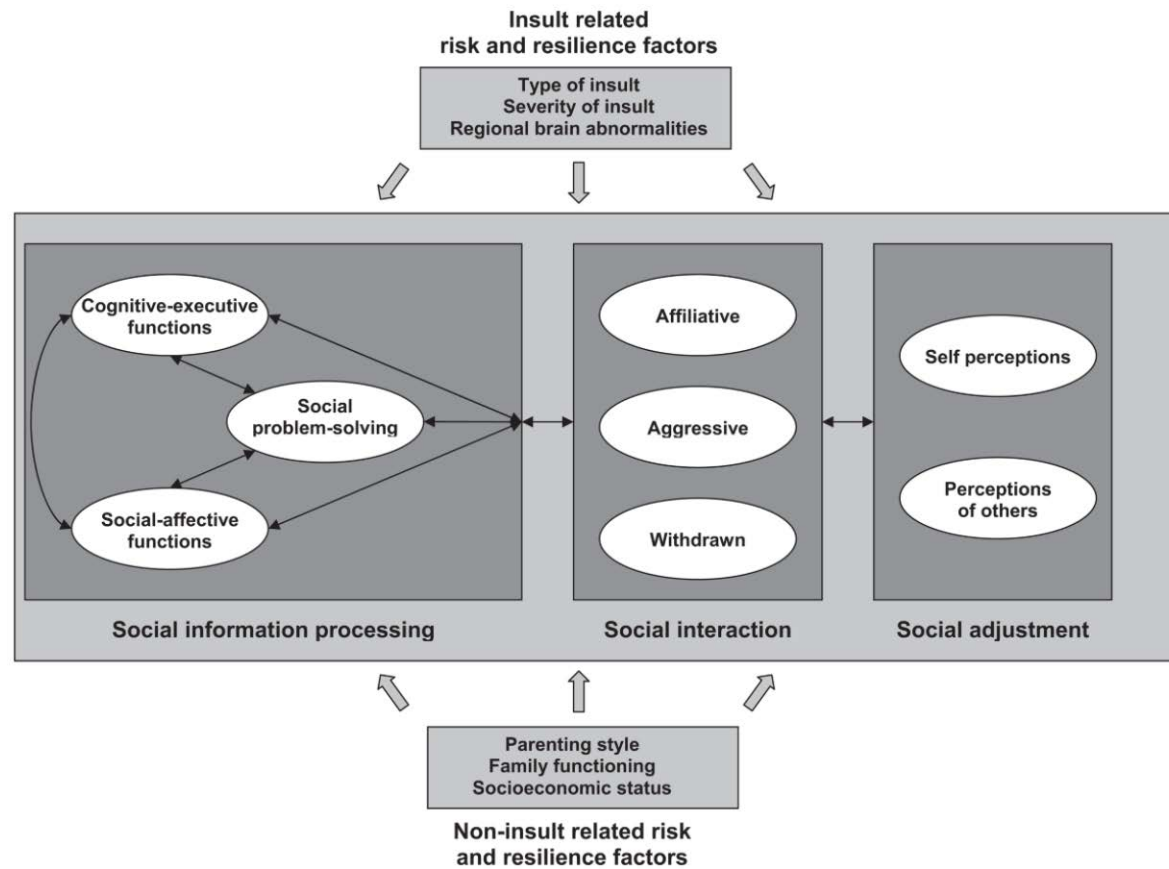 Insult related
risk and resilience factors
Type of insult
Severity of insult
Regional brain abnormalities
Cognitive-executive
functions
Social
problem-solving
Social-affective
functions
Social information processing
Affiliative
Aggressive
Withdrawn
Social interaction
Self perceptions
Perceptions
of others
Social adjustment
Parenting style
Family functioning
Socioeconomic status
Non-insult related risk
and resilience factors